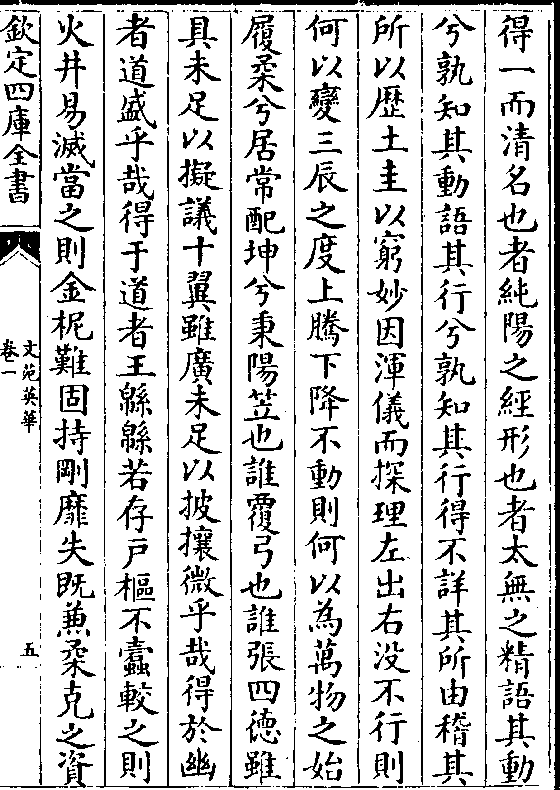 得一而清名也者純陽之經形也者太無之精語其動
兮孰知其動語其行兮孰知其行得不詳其所由稽其
所以歴土圭以窮妙因渾儀而探理左出右没不行則
何以變三辰之度上騰下降不動則何以為萬物之始
履柔兮居常配坤兮秉陽笠也誰覆弓也誰張四德雖
具未足以擬議十翼雖廣未足以披攘微乎哉得於幽
者道盛乎哉得于道者王緜緜若存戸樞不蠹較之則
火井易滅當之則金柅難固持剛靡失既兼柔克之資
欽定四庫全書
文苑英華
卷一
五